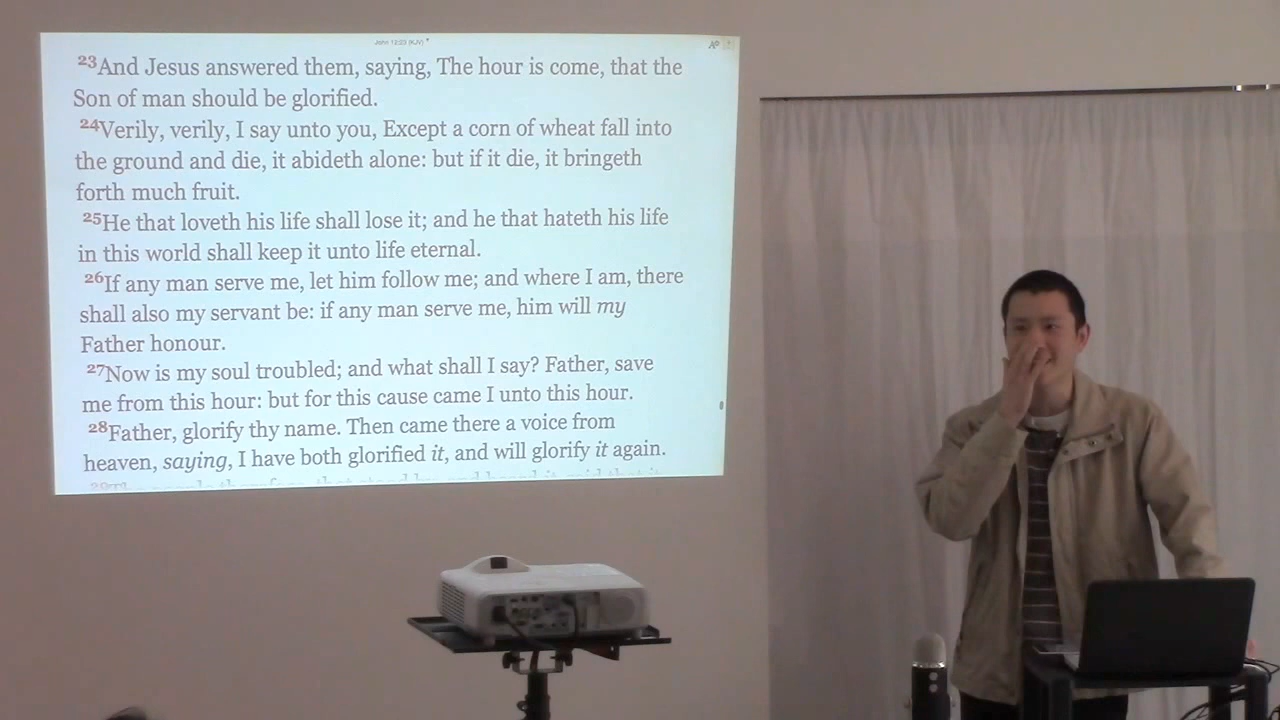 John 12:23 (KJV)
23And Jesus answered them, saying, The hour is come, that the
Son of man should be glorified.
24Verily, verily, I say unto you, Except a corn of wheat fall into
the ground and die, it abideth alone: but if it die, it bringeth
forth much fruit.
25He that loveth his life shall lose it; and he that hateth his life
in this world shall keep it unto life eternal.
26If any man serve me, let him follow me; and where I am, there
shall also my servant be: if any man serve me, him will my
Father honour.
27Now is my soul troubled; and what shall I say? Father, save
me from this hour: but for this cause came I unto this hour.
28Father, glorify thy name. Then came there a voice from
heaven, saying, I have both glorified it, and will glorify it again.